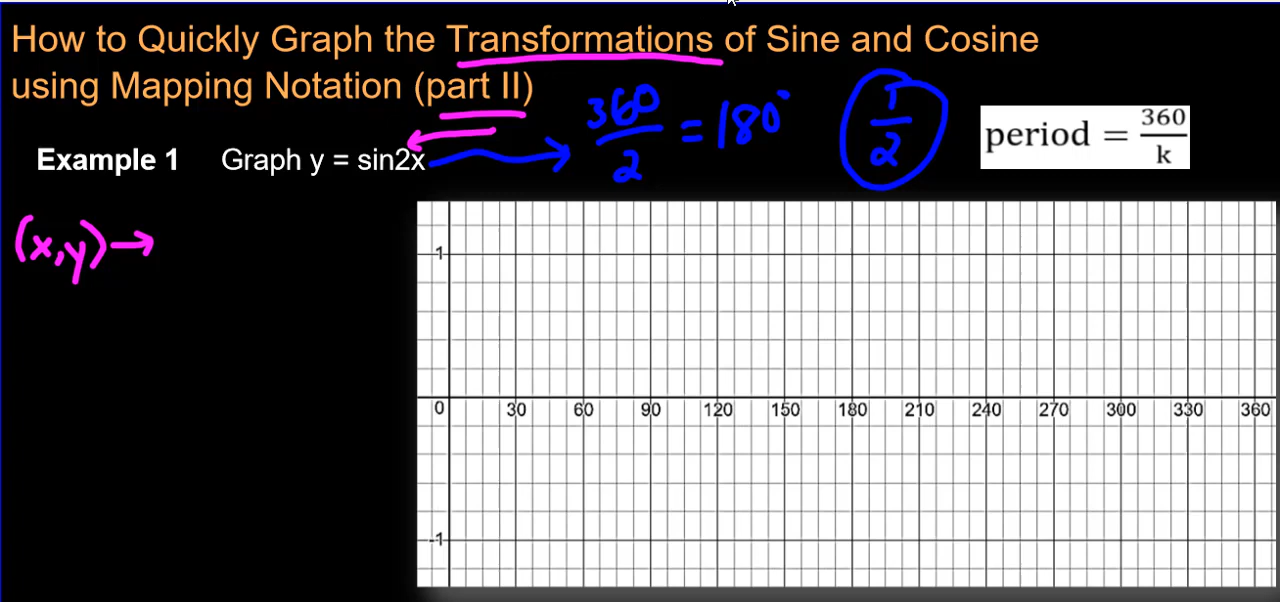 How to Quickly Graph the Transformations of Sine and Cosine
using Mapping Notation (part II)
360/2 = 180°
1/2
period = 360/k
Example 1 Graph y = sin2x
(x,y)→
1
0 30 60 90 120 150 180 210 240 270 300 330 360
-1